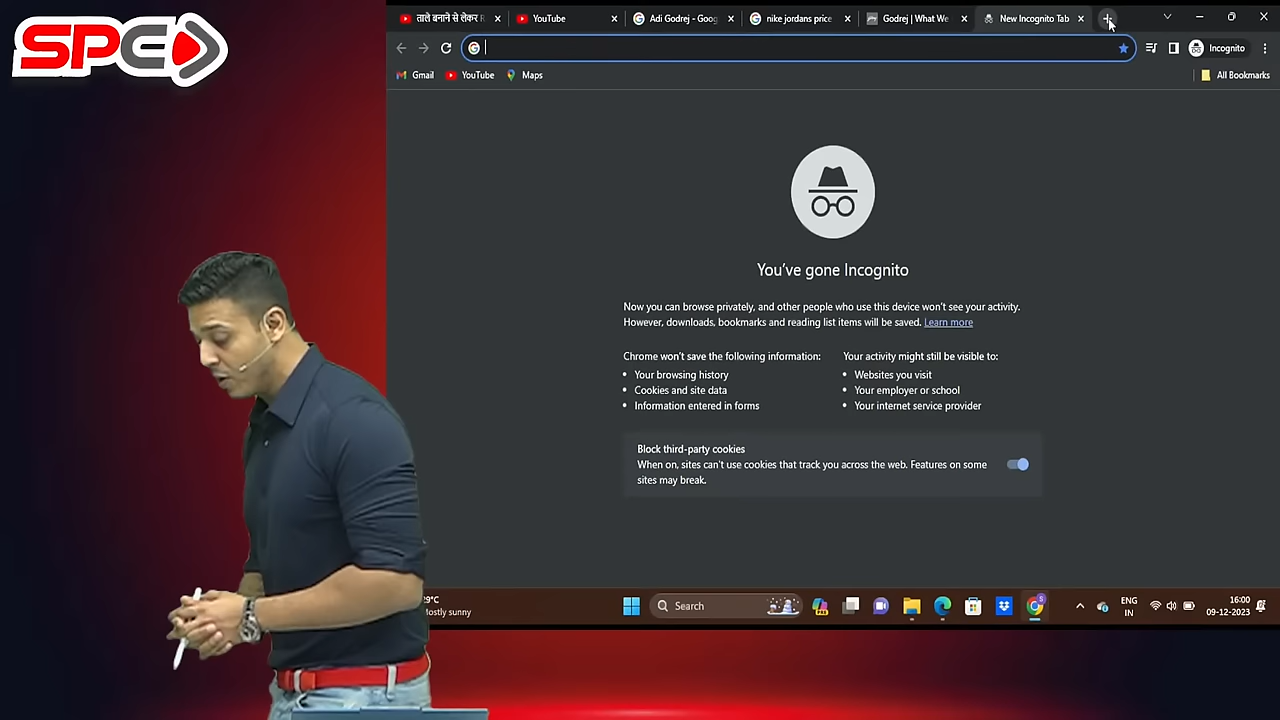 SPC
ताले बनाने से लेकर
YouTube
Adi Godrej - Goog
nike jordans price
Godrej | What We
New Incognito Tab
Incognito
Gmail
YouTube
Maps
All Bookmarks
You've gone Incognito
Now you can browse privately, and other people who use this device won't see your activity.
However, downloads, bookmarks and reading list items will be saved. Learn more
Chrome won't save the following information:
Your browsing history
Cookies and site data
Information entered in forms
Your activity might still be visible to:
Websites you visit
Your employer or school
Your internet service provider
Block third-party cookies
When on, sites can't use cookies that track you across the web. Features on some
sites may break.
29°C
Mostly sunny
Search
ENG
IN
16:00
09-12-2023